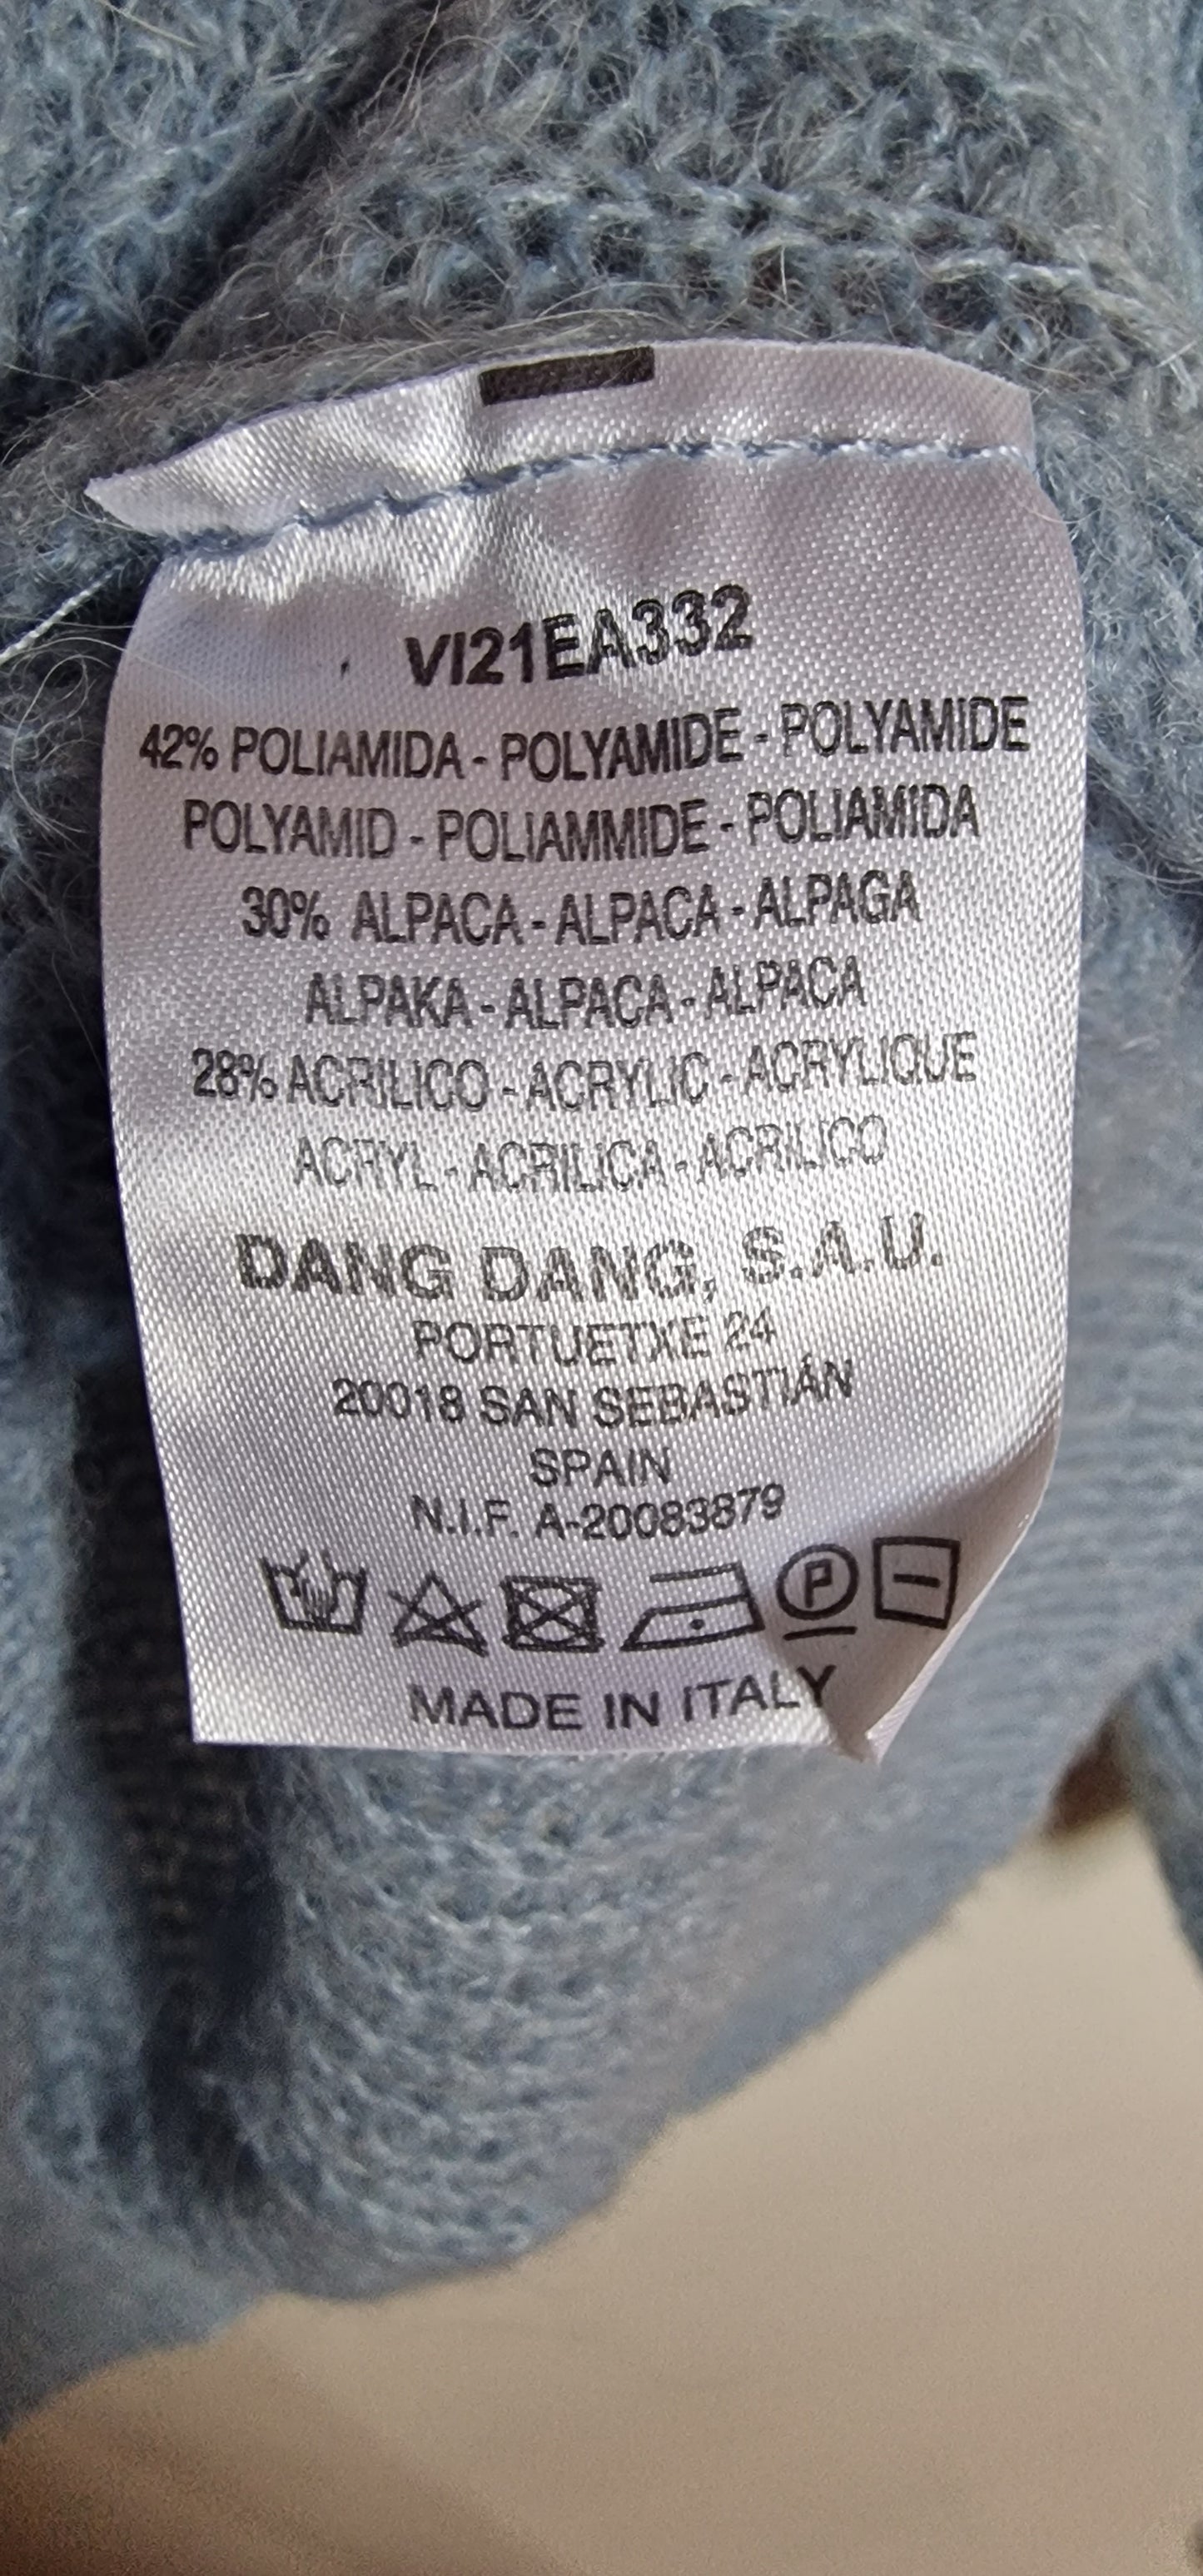 VI21EA332
42% POLIAMIDA - POLYAMIDE - POLYAMIDE
POLYAMID - POLIAMMIDE - POLIAMIDA
30% ALPACA - ALPACA - ALPAGA
ALPAKA - ALPACA - ALPACA
28% ACRILICO - ACRYLIC - ACRYLIQUE
ACRYL - ACRILICA - ACRILICO
DANG DANG, S.A.U.
PORTUETXE 24
20018 SAN SEBASTIÁN
SPAIN
N.I.F. A-20083879
P
MADE IN ITALY